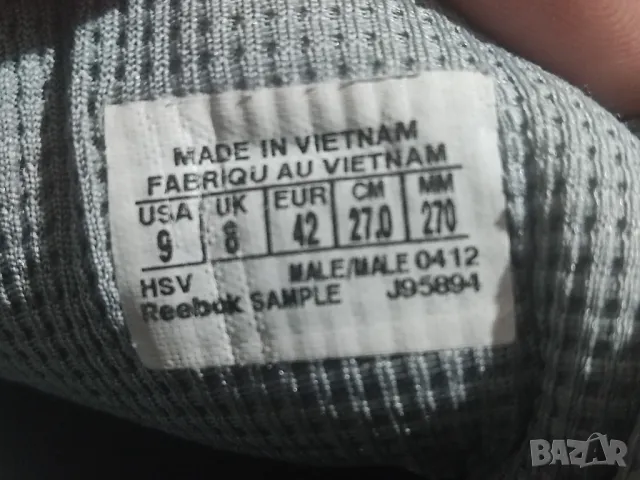 MADE IN VIETNAM
FABRIQU AU VIETNAM
USA UK EUR CM MM
9 8 42 27.0 270
MALE/MALE 0412
HSV
Reebok SAMPLE J95894
BAZAR